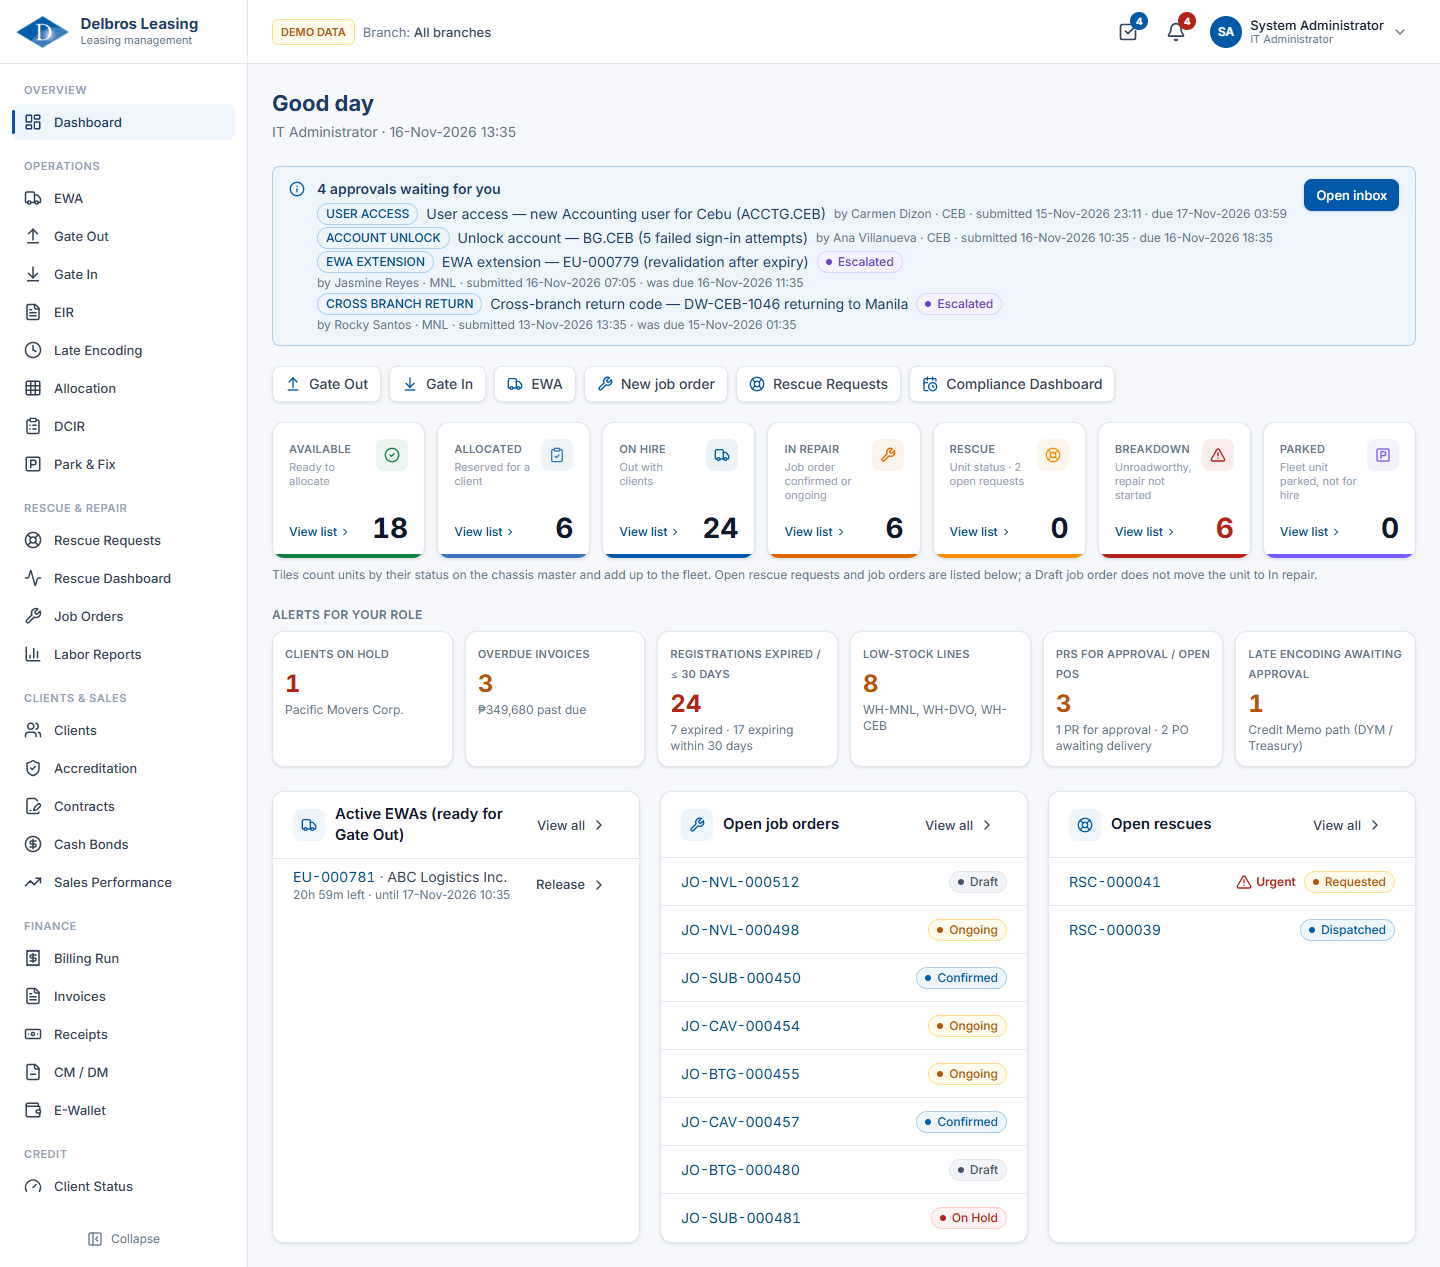 Delbros Leasing
Leasing management
DEMO DATA
Branch: All branches
4
4
SA
System Administrator
IT Administrator
OVERVIEW
Dashboard
OPERATIONS
EWA
Gate Out
Gate In
EIR
Late Encoding
Allocation
DCIR
Park & Fix
RESCUE & REPAIR
Rescue Requests
Rescue Dashboard
Job Orders
Labor Reports
CLIENTS & SALES
Clients
Accreditation
Contracts
Cash Bonds
Sales Performance
FINANCE
Billing Run
Invoices
Receipts
CM / DM
E-Wallet
CREDIT
Client Status
Collapse
Good day
IT Administrator · 16-Nov-2026 13:35
4 approvals waiting for you
Open inbox
USER ACCESS User access — new Accounting user for Cebu (ACCTG.CEB) by Carmen Dizon · CEB · submitted 15-Nov-2026 23:11 · due 17-Nov-2026 03:59
ACCOUNT UNLOCK Unlock account — BG.CEB (5 failed sign-in attempts) by Ana Villanueva · CEB · submitted 16-Nov-2026 10:35 · due 16-Nov-2026 18:35
EWA EXTENSION EWA extension — EU-000779 (revalidation after expiry) Escalated
by Jasmine Reyes · MNL · submitted 16-Nov-2026 07:05 · was due 16-Nov-2026 11:35
CROSS BRANCH RETURN Cross-branch return code — DW-CEB-1046 returning to Manila Escalated
by Rocky Santos · MNL · submitted 13-Nov-2026 13:35 · was due 15-Nov-2026 01:35
Gate Out
Gate In
EWA
New job order
Rescue Requests
Compliance Dashboard
AVAILABLE
Ready to
allocate
View list
18
ALLOCATED
Reserved for a
client
View list
6
ON HIRE
Out with
clients
View list
24
IN REPAIR
Job order
confirmed or
ongoing
View list
6
RESCUE
Unit status · 2
open requests
View list
0
BREAKDOWN
Unroadworthy,
repair not
started
View list
6
PARKED
Fleet unit
parked, not for
hire
View list
0
Tiles count units by their status on the chassis master and add up to the fleet. Open rescue requests and job orders are listed below; a Draft job order does not move the unit to In repair.
ALERTS FOR YOUR ROLE
CLIENTS ON HOLD
1
Pacific Movers Corp.
OVERDUE INVOICES
3
₱349,680 past due
REGISTRATIONS EXPIRED /
≤ 30 DAYS
24
7 expired · 17 expiring
within 30 days
LOW-STOCK LINES
8
WH-MNL, WH-DVO, WH-
CEB
PRS FOR APPROVAL / OPEN
POS
3
1 PR for approval · 2 PO
awaiting delivery
LATE ENCODING AWAITING
APPROVAL
1
Credit Memo path (DYM /
Treasury)
Active EWAs (ready for
Gate Out)
View all
EU-000781 · ABC Logistics Inc.
20h 59m left · until 17-Nov-2026 10:35
Release
Open job orders
View all
JO-NVL-000512 Draft
JO-NVL-000498 Ongoing
JO-SUB-000450 Confirmed
JO-CAV-000454 Ongoing
JO-BTG-000455 Ongoing
JO-CAV-000457 Confirmed
JO-BTG-000480 Draft
JO-SUB-000481 On Hold
Open rescues
View all
RSC-000041 Urgent Requested
RSC-000039 Dispatched